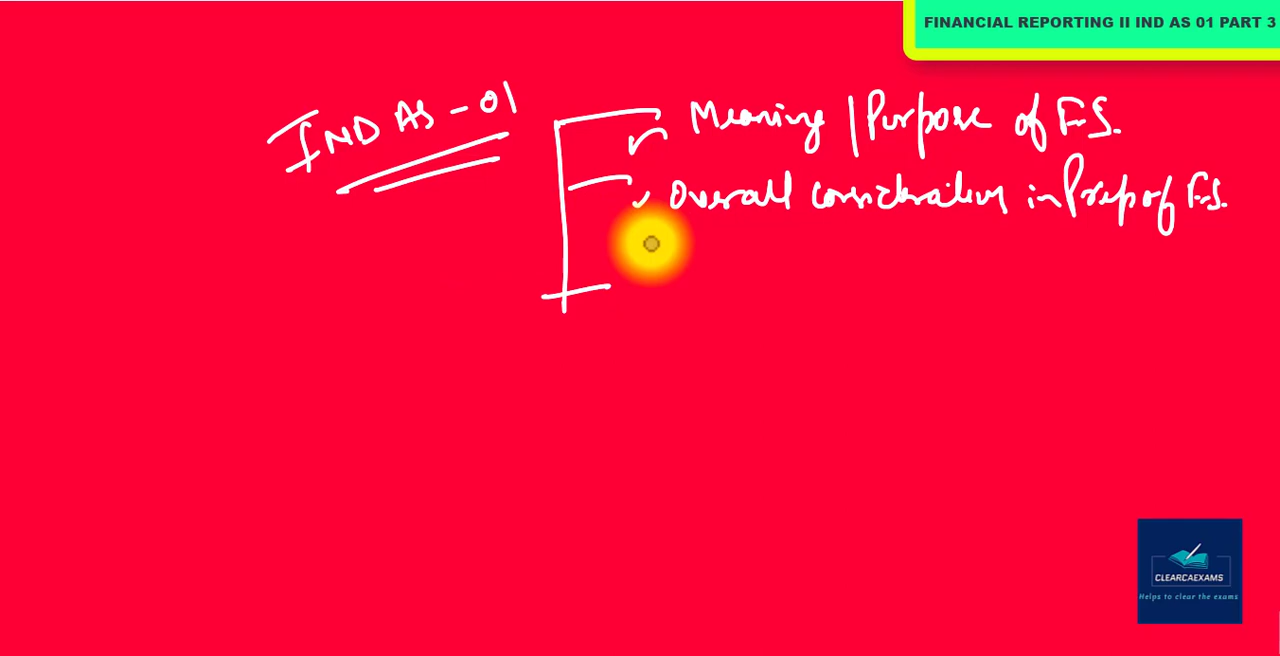 FINANCIAL REPORTING II IND AS 01 PART 3
IND AS - 01
Meaning | Purpose of F.S.
Overall considerations in Prep of F.S.
CLEARCAEXAMS
Helps to clear the exams